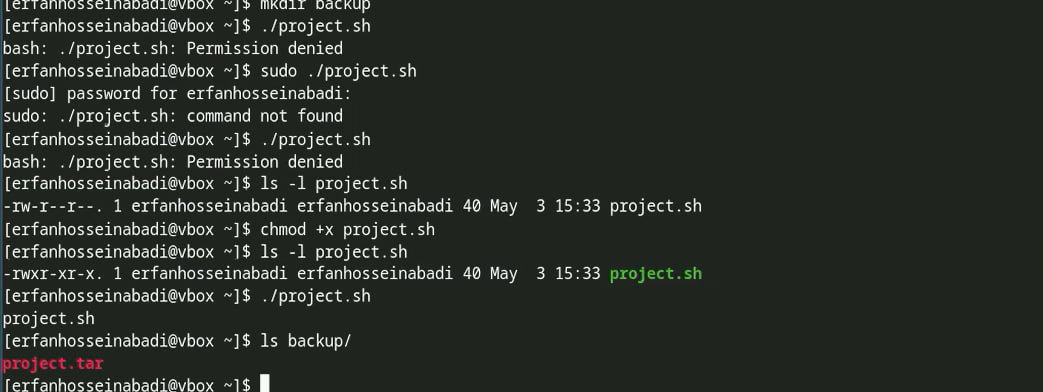 [erfanhosseinabadi@vbox ~]$ mkdir backup
[erfanhosseinabadi@vbox ~]$ ./project.sh
bash: ./project.sh: Permission denied
[erfanhosseinabadi@vbox ~]$ sudo ./project.sh
[sudo] password for erfanhosseinabadi:
sudo: ./project.sh: command not found
[erfanhosseinabadi@vbox ~]$ ./project.sh
bash: ./project.sh: Permission denied
[erfanhosseinabadi@vbox ~]$ ls -l project.sh
-rw-r--r--. 1 erfanhosseinabadi erfanhosseinabadi 40 May  3 15:33 project.sh
[erfanhosseinabadi@vbox ~]$ chmod +x project.sh
[erfanhosseinabadi@vbox ~]$ ls -l project.sh
-rwxr-xr-x. 1 erfanhosseinabadi erfanhosseinabadi 40 May  3 15:33 project.sh
[erfanhosseinabadi@vbox ~]$ ./project.sh
project.sh
[erfanhosseinabadi@vbox ~]$ ls backup/
project.tar
[erfanhosseinabadi@vbox ~]$